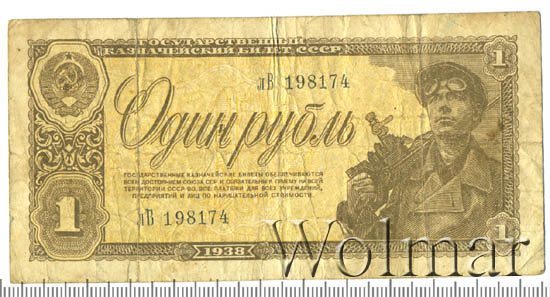 ГОСУДАРСТВЕННЫЙ
КАЗНАЧЕЙСКИЙ БИЛЕТ СССР
1
лВ 198174
Один рубль
ГОСУДАРСТВЕННЫЕ КАЗНАЧЕЙСКИЕ БИЛЕТЫ ОБЕСПЕЧИВАЮТСЯ
ВСЕМ ДОСТОЯНИЕМ СОЮЗА ССР И ОБЯЗАТЕЛЬНЫ К ПРИЕМУ НА ВСЕЙ
ТЕРРИТОРИИ СССР ВО ВСЕ ПЛАТЕЖИ ДЛЯ ВСЕХ УЧРЕЖДЕНИЙ,
ПРЕДПРИЯТИЙ И ЛИЦ ПО НАРИЦАТЕЛЬНОЙ СТОИМОСТИ.
1
лВ 198174
1938
1
Wolmar